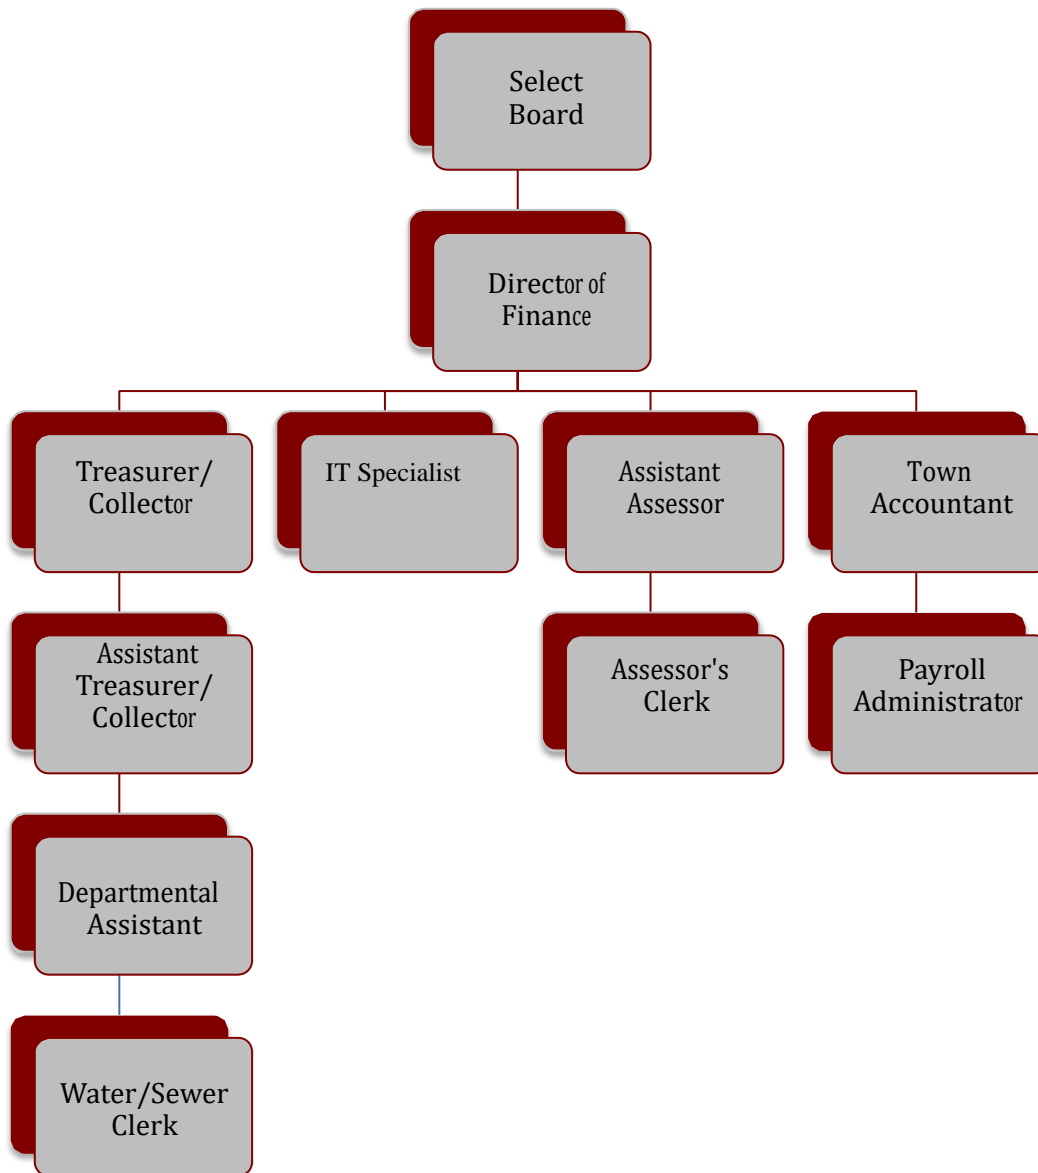 Select
Board
Director of
Finance
Treasurer/
Collector
IT Specialist
Assistant
Assessor
Town
Accountant
Assistant
Treasurer/
Collector
Assessor's
Clerk
Payroll
Administrator
Departmental
Assistant
Water/Sewer
Clerk